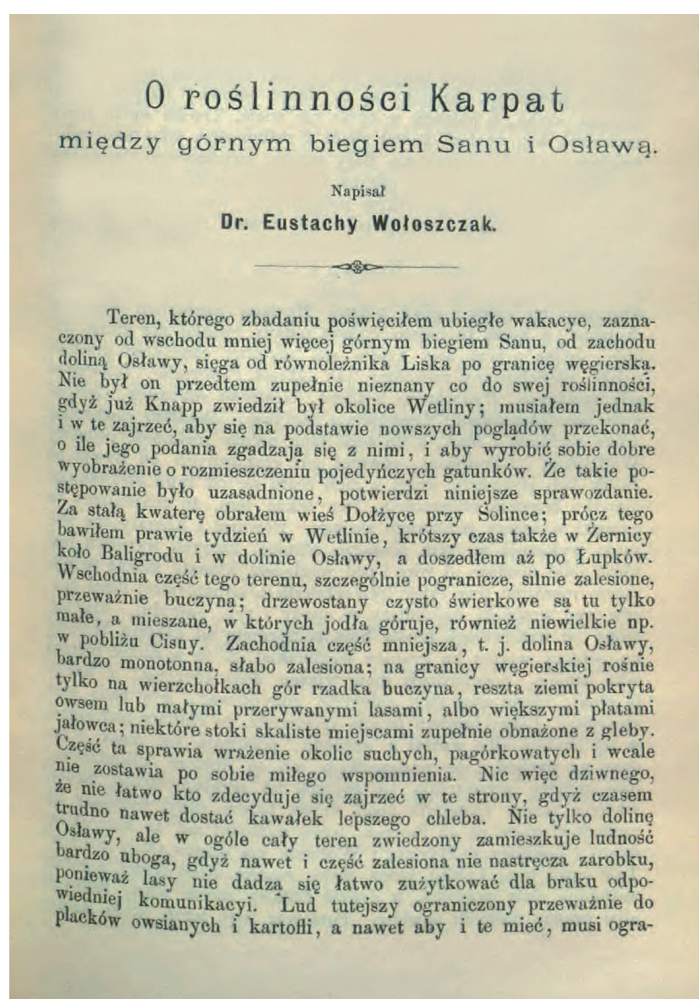 O roślinności Karpat
między górnym biegiem Sanu i Osławą.
Napisał
Dr. Eustachy Wołoszczak.
Teren, którego zbadaniu poświęciłem ubiegłe wakacye, zazna-
czony od wschodu mniej więcej górnym biegiem Sanu, od zachodu
doliną Osławy, sięga od równoleżnika Liska po granicę węgierską.
Nie był on przedtem zupełnie nieznany co do swej roślinności,
gdyż już Knapp zwiedził był okolice Wetliny; musiałem jednak
i w te zajrzeć, aby się na podstawie nowszych poglądów przekonać,
o ile jego podania zgadzają się z nimi, i aby wyrobić sobie dobre
wyobrażenie o rozmieszczeniu pojedyńczych gatunków. Że takie po-
stępowanie było uzasadnione, potwierdzi niniejsze sprawozdanie.
Za stałą kwaterę obrałem wieś Dołżycę przy Solince; prócz tego
bawiłem prawie tydzień w Wetlinie, krótszy czas także w Żernicy
koło Baligrodu i w dolinie Osławy, a doszedłem aż po Łupków.
Wschodnia część tego terenu, szczególnie pogranicze, silnie zalesione,
przeważnie buczyną; drzewostany czysto świerkowe są tu tylko
małe, a mieszane, w których jodła góruje, również niewielkie np.
w pobliżu Cisny. Zachodnia część mniejsza, t. j. dolina Osławy,
bardzo monotonna, słabo zalesiona; na granicy węgierskiej rośnie
tylko na wierzchołkach gór rzadka buczyna, reszta ziemi pokryta
owsem lub małymi przerywanymi lasami, albo większymi płatami
jałowca; niektóre stoki skaliste miejscami zupełnie obnażone z gleby.
Część ta sprawia wrażenie okolic suchych, pagórkowatych i wcale
nie zostawia po sobie miłego wspomnienia. Nic więc dziwnego,
że nie łatwo kto zdecyduje się zajrzeć w te strony, gdyż czasem
trudno nawet dostać kawałek lepszego chleba. Nie tylko dolinę
Osławy, ale w ogóle cały teren zwiedzony zamieszkuje ludność
bardzo uboga, gdyż nawet i część zalesiona nie nastręcza zarobku,
ponieważ lasy nie dadzą się łatwo zużytkować dla braku odpo-
wiedniej komunikacyi. Lud tutejszy ograniczony przeważnie do
placków owsianych i kartofli, a nawet aby i te mieć, musi ogra-